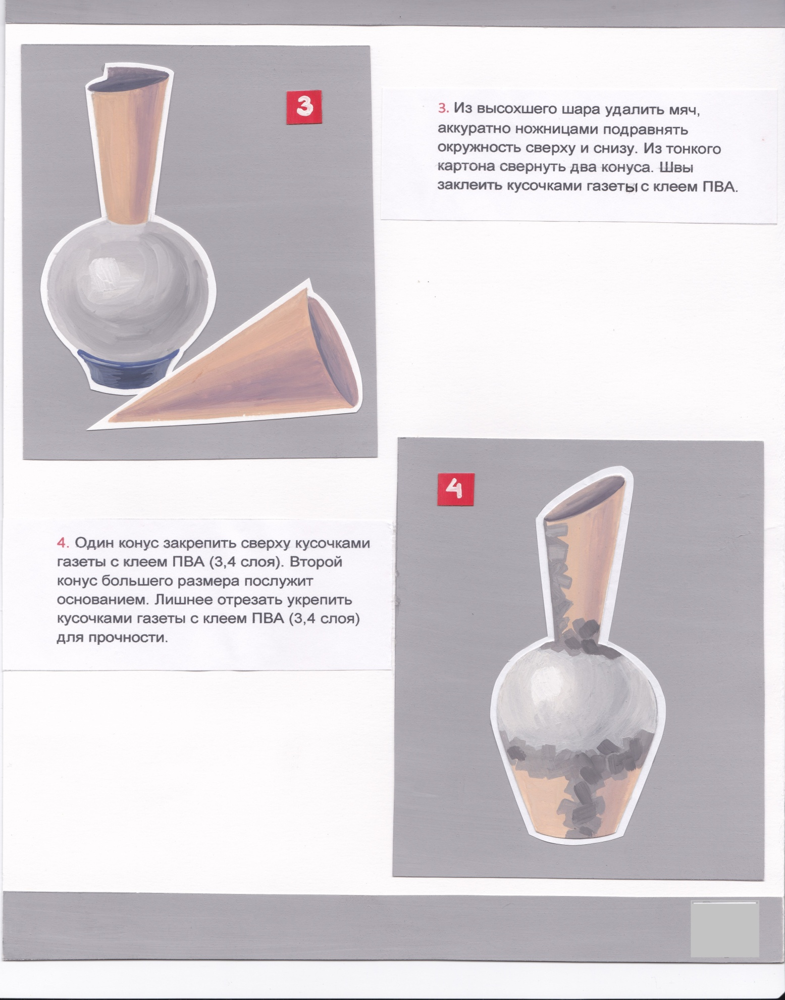 3
3. Из высохшего шара удалить мяч,
аккуратно ножницами подравнять
окружность сверху и снизу. Из тонкого
картона свернуть два конуса. Швы
заклеить кусочками газеты с клеем ПВА.
4
4. Один конус закрепить сверху кусочками
газеты с клеем ПВА (3,4 слоя). Второй
конус большего размера послужит
основанием. Лишнее отрезать укрепить
кусочками газеты с клеем ПВА (3,4 слоя)
для прочности.